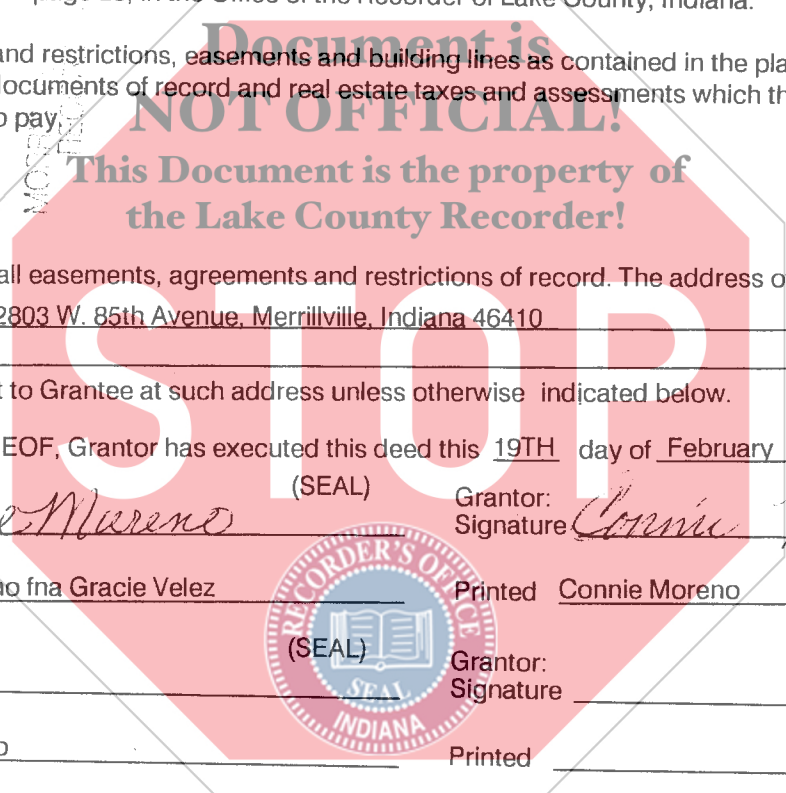 page 28, in the Office of the Recorder of Lake County, Indiana.
Document is
and restrictions, easements and building lines as contained in the pla
documents of record and real estate taxes and assessments which th
NOT OFFICIAL!
o pay.
This Document is the property of
the Lake County Recorder!
all easements, agreements and restrictions of record. The address o
2803 W. 85th Avenue, Merrillville, Indiana 46410
STOP
t to Grantee at such address unless otherwise indicated below.
EOF, Grantor has executed this deed this 19TH day of February
(SEAL)
Grantor:
e Moreno
Signature Connie
RECORDER'S OFFICE
no fna Gracie Velez
Printed Connie Moreno
(SEAL)
Grantor:
Signature
SEAL
INDIANA
o
Printed